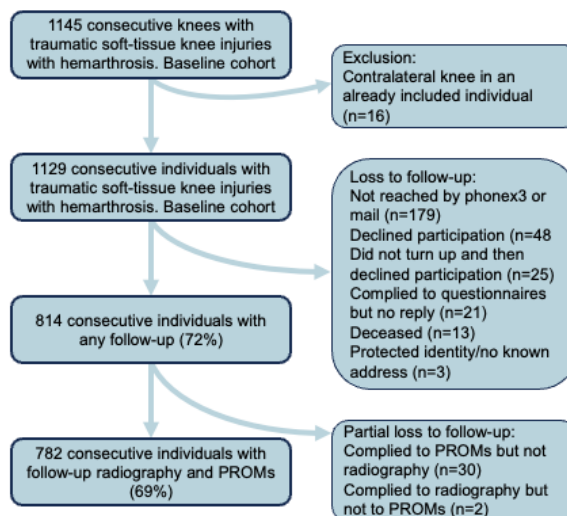 1145 consecutive knees with
traumatic soft-tissue knee injuries
with hemarthrosis. Baseline cohort
Exclusion:
Contralateral knee in an
already included individual
(n=16)
1129 consecutive individuals with
traumatic soft-tissue knee injuries
with hemarthrosis. Baseline cohort
Loss to follow-up:
Not reached by phonex3 or
mail (n=179)
Declined participation (n=48
Did not turn up and then
declined participation (n=25)
Complied to questionnaires
but no reply (n=21)
Deceased (n=13)
Protected identity/no known
address (n=3)
814 consecutive individuals with
any follow-up (72%)
Partial loss to follow-up:
Complied to PROMs but not
radiography (n=30)
Complied to radiography but
not to PROMs (n=2)
782 consecutive individuals with
follow-up radiography and PROMs
(69%)